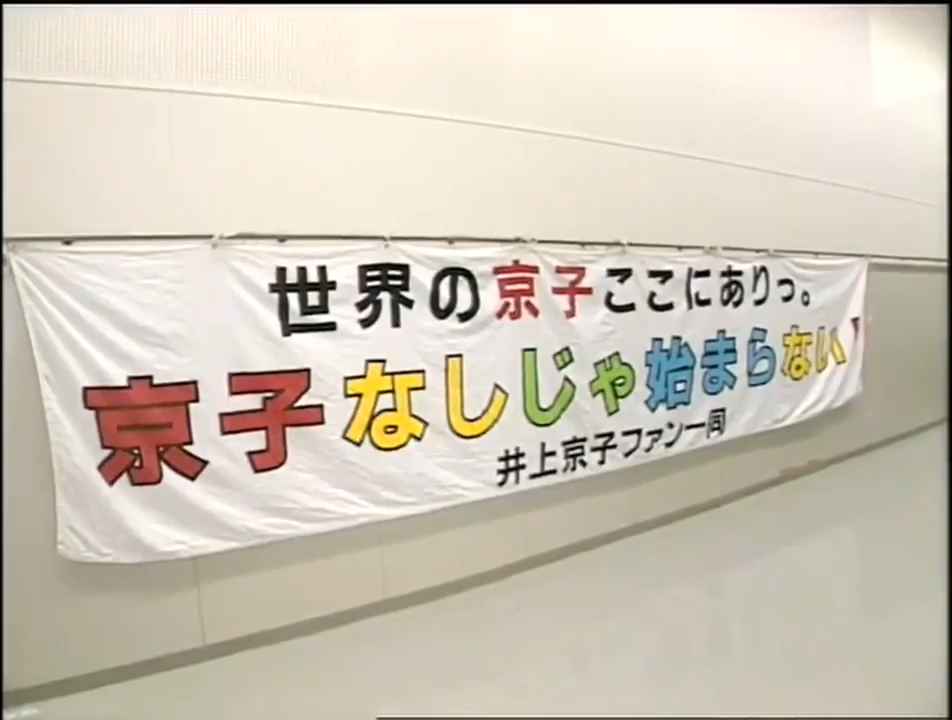 世界の京子ここにありっ。
京子なしじゃ始まらない
井上京子ファン一同